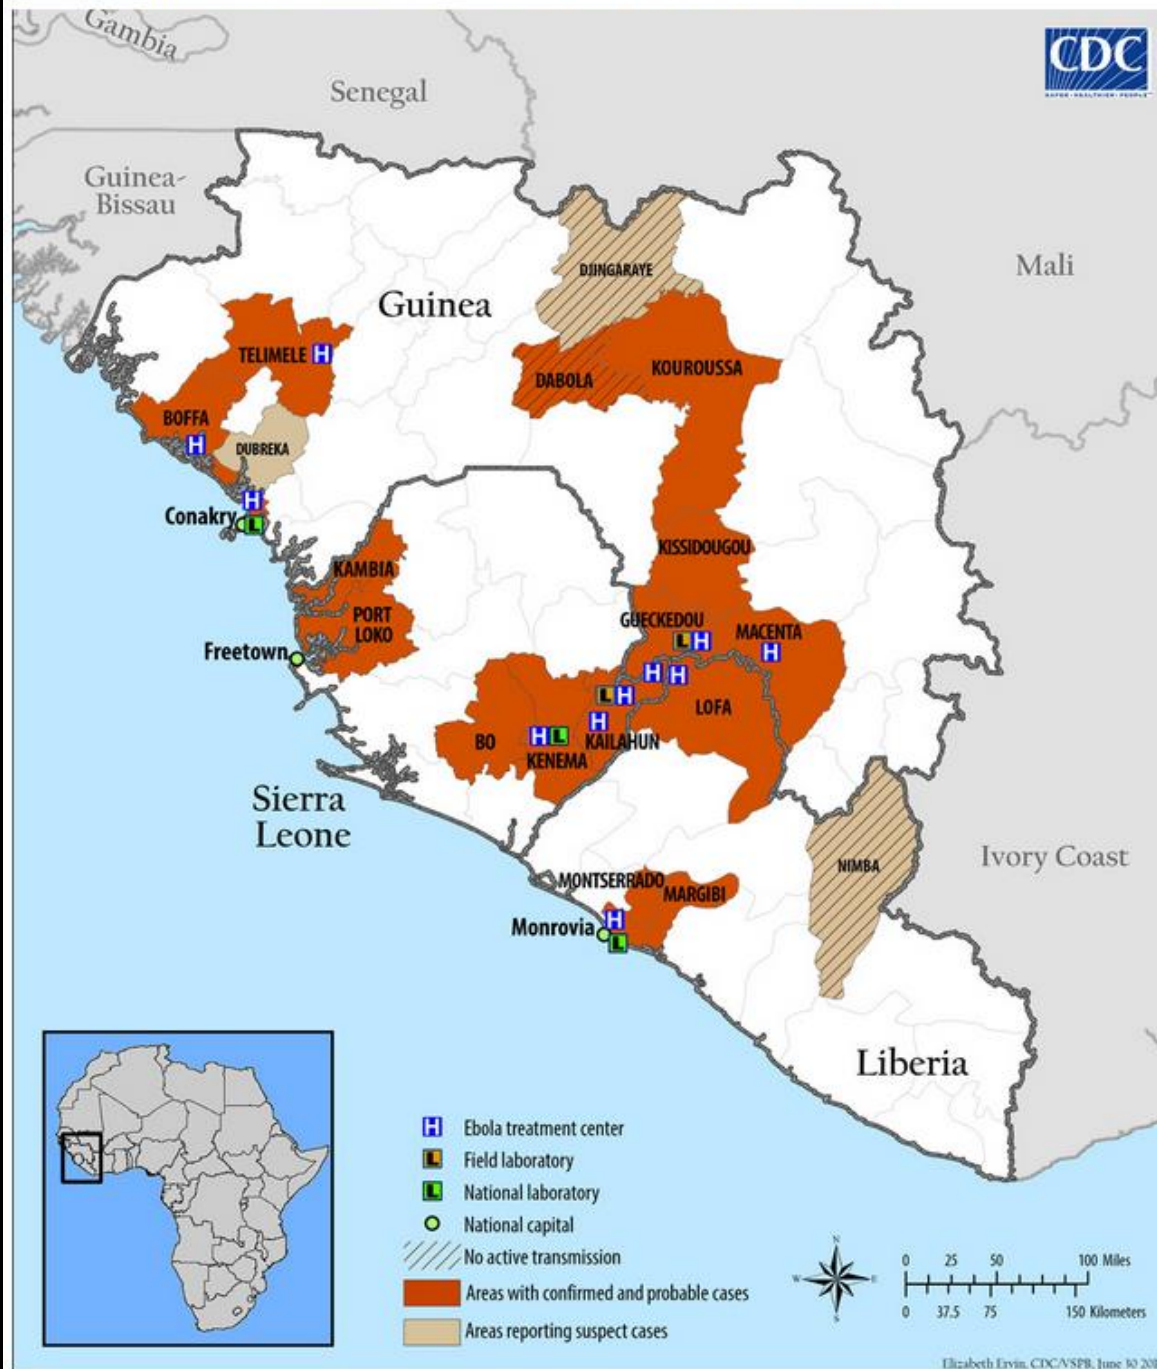 Gambia
CDC
SAFER • HEALTHIER • PEOPLE™
Senegal
Guinea-
Bissau
Mali
DJINGARAYE
Guinea
TELIMELE H
DABOLA
KOUROUSSA
BOFFA
H
DUBREKA
H
Conakry L
KISSIDOUGOU
KAMBIA
PORT
LOKO
GUECKEDOU
L H
MACENTA
H
Freetown
H H
L H
LOFA
H
BO
H L
KAILAHUN
KENEMA
Sierra
Leone
Ivory Coast
NIMBA
MONTSERRADO
MARGIBI
H
Monrovia
L
Liberia
H Ebola treatment center
L Field laboratory
L National laboratory
National capital
No active transmission
Areas with confirmed and probable cases
Areas reporting suspect cases
N
W E
S
0 25 50 100 Miles
0 37.5 75 150 Kilometers
Elizabeth Ervin, CDC/VSPB, June 30